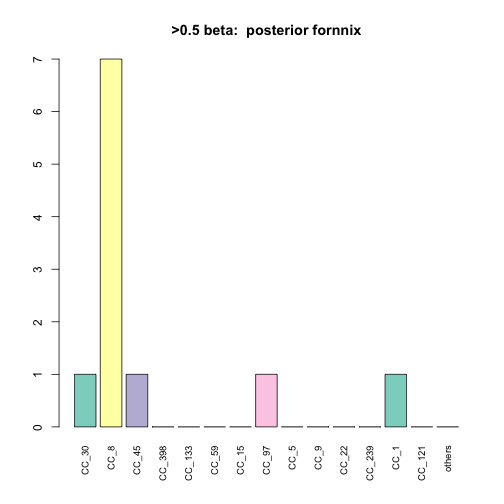 >0.5 beta:  posterior fornnix
7
6
5
4
3
2
1
0
CC_30
CC_8
CC_45
CC_398
CC_133
CC_59
CC_15
CC_97
CC_5
CC_9
CC_22
CC_239
CC_1
CC_121
others